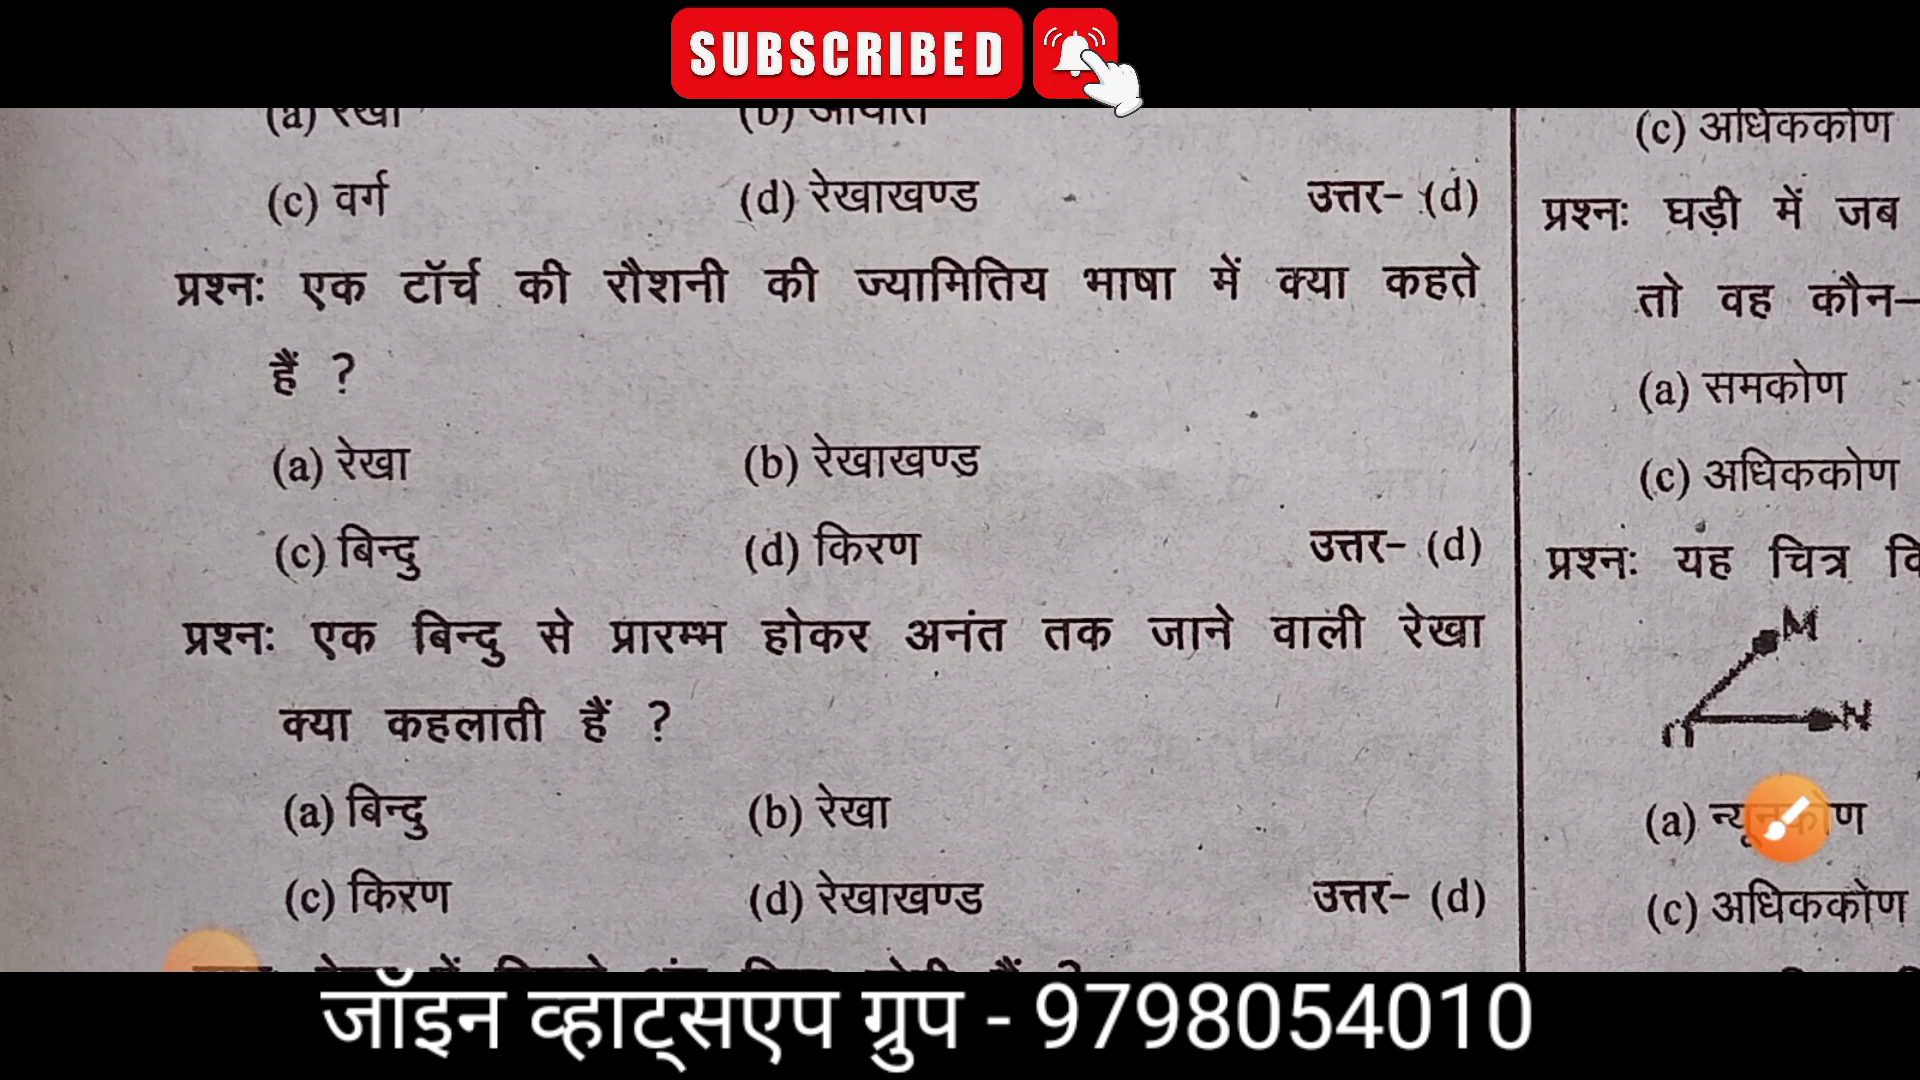 SUBSCRIBED
(a) रेखा
(c) वर्ग (d) रेखाखण्ड उत्तर- (d)
प्रश्न: एक टॉर्च की रौशनी की ज्यामितिय भाषा में क्या कहते
हैं ?
(a) रेखा (b) रेखाखण्ड
(c) बिन्दु (d) किरण उत्तर- (d)
प्रश्न: एक बिन्दु से प्रारम्भ होकर अनंत तक जाने वाली रेखा
क्या कहलाती हैं ?
(a) बिन्दु (b) रेखा
(c) किरण (d) रेखाखण्ड उत्तर- (d)
(c) अधिककोण
प्रश्न: घड़ी में जब
तो वह कौन-
(a) समकोण
(c) अधिककोण
प्रश्न: यह चित्र
M
N
(a) न्यूनकोण
(c) अधिककोण
जॉइन व्हाट्सएप ग्रुप - 9798054010